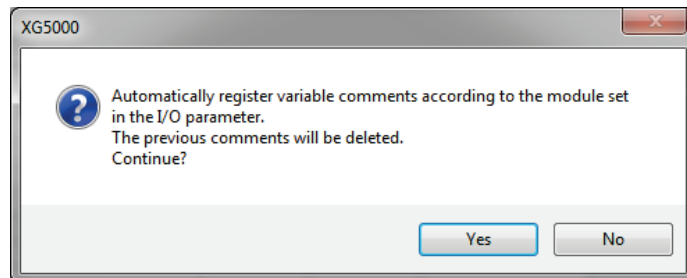 XG5000
Automatically register variable comments according to the module set
in the I/O parameter.
The previous comments will be deleted.
Continue?
Yes
No